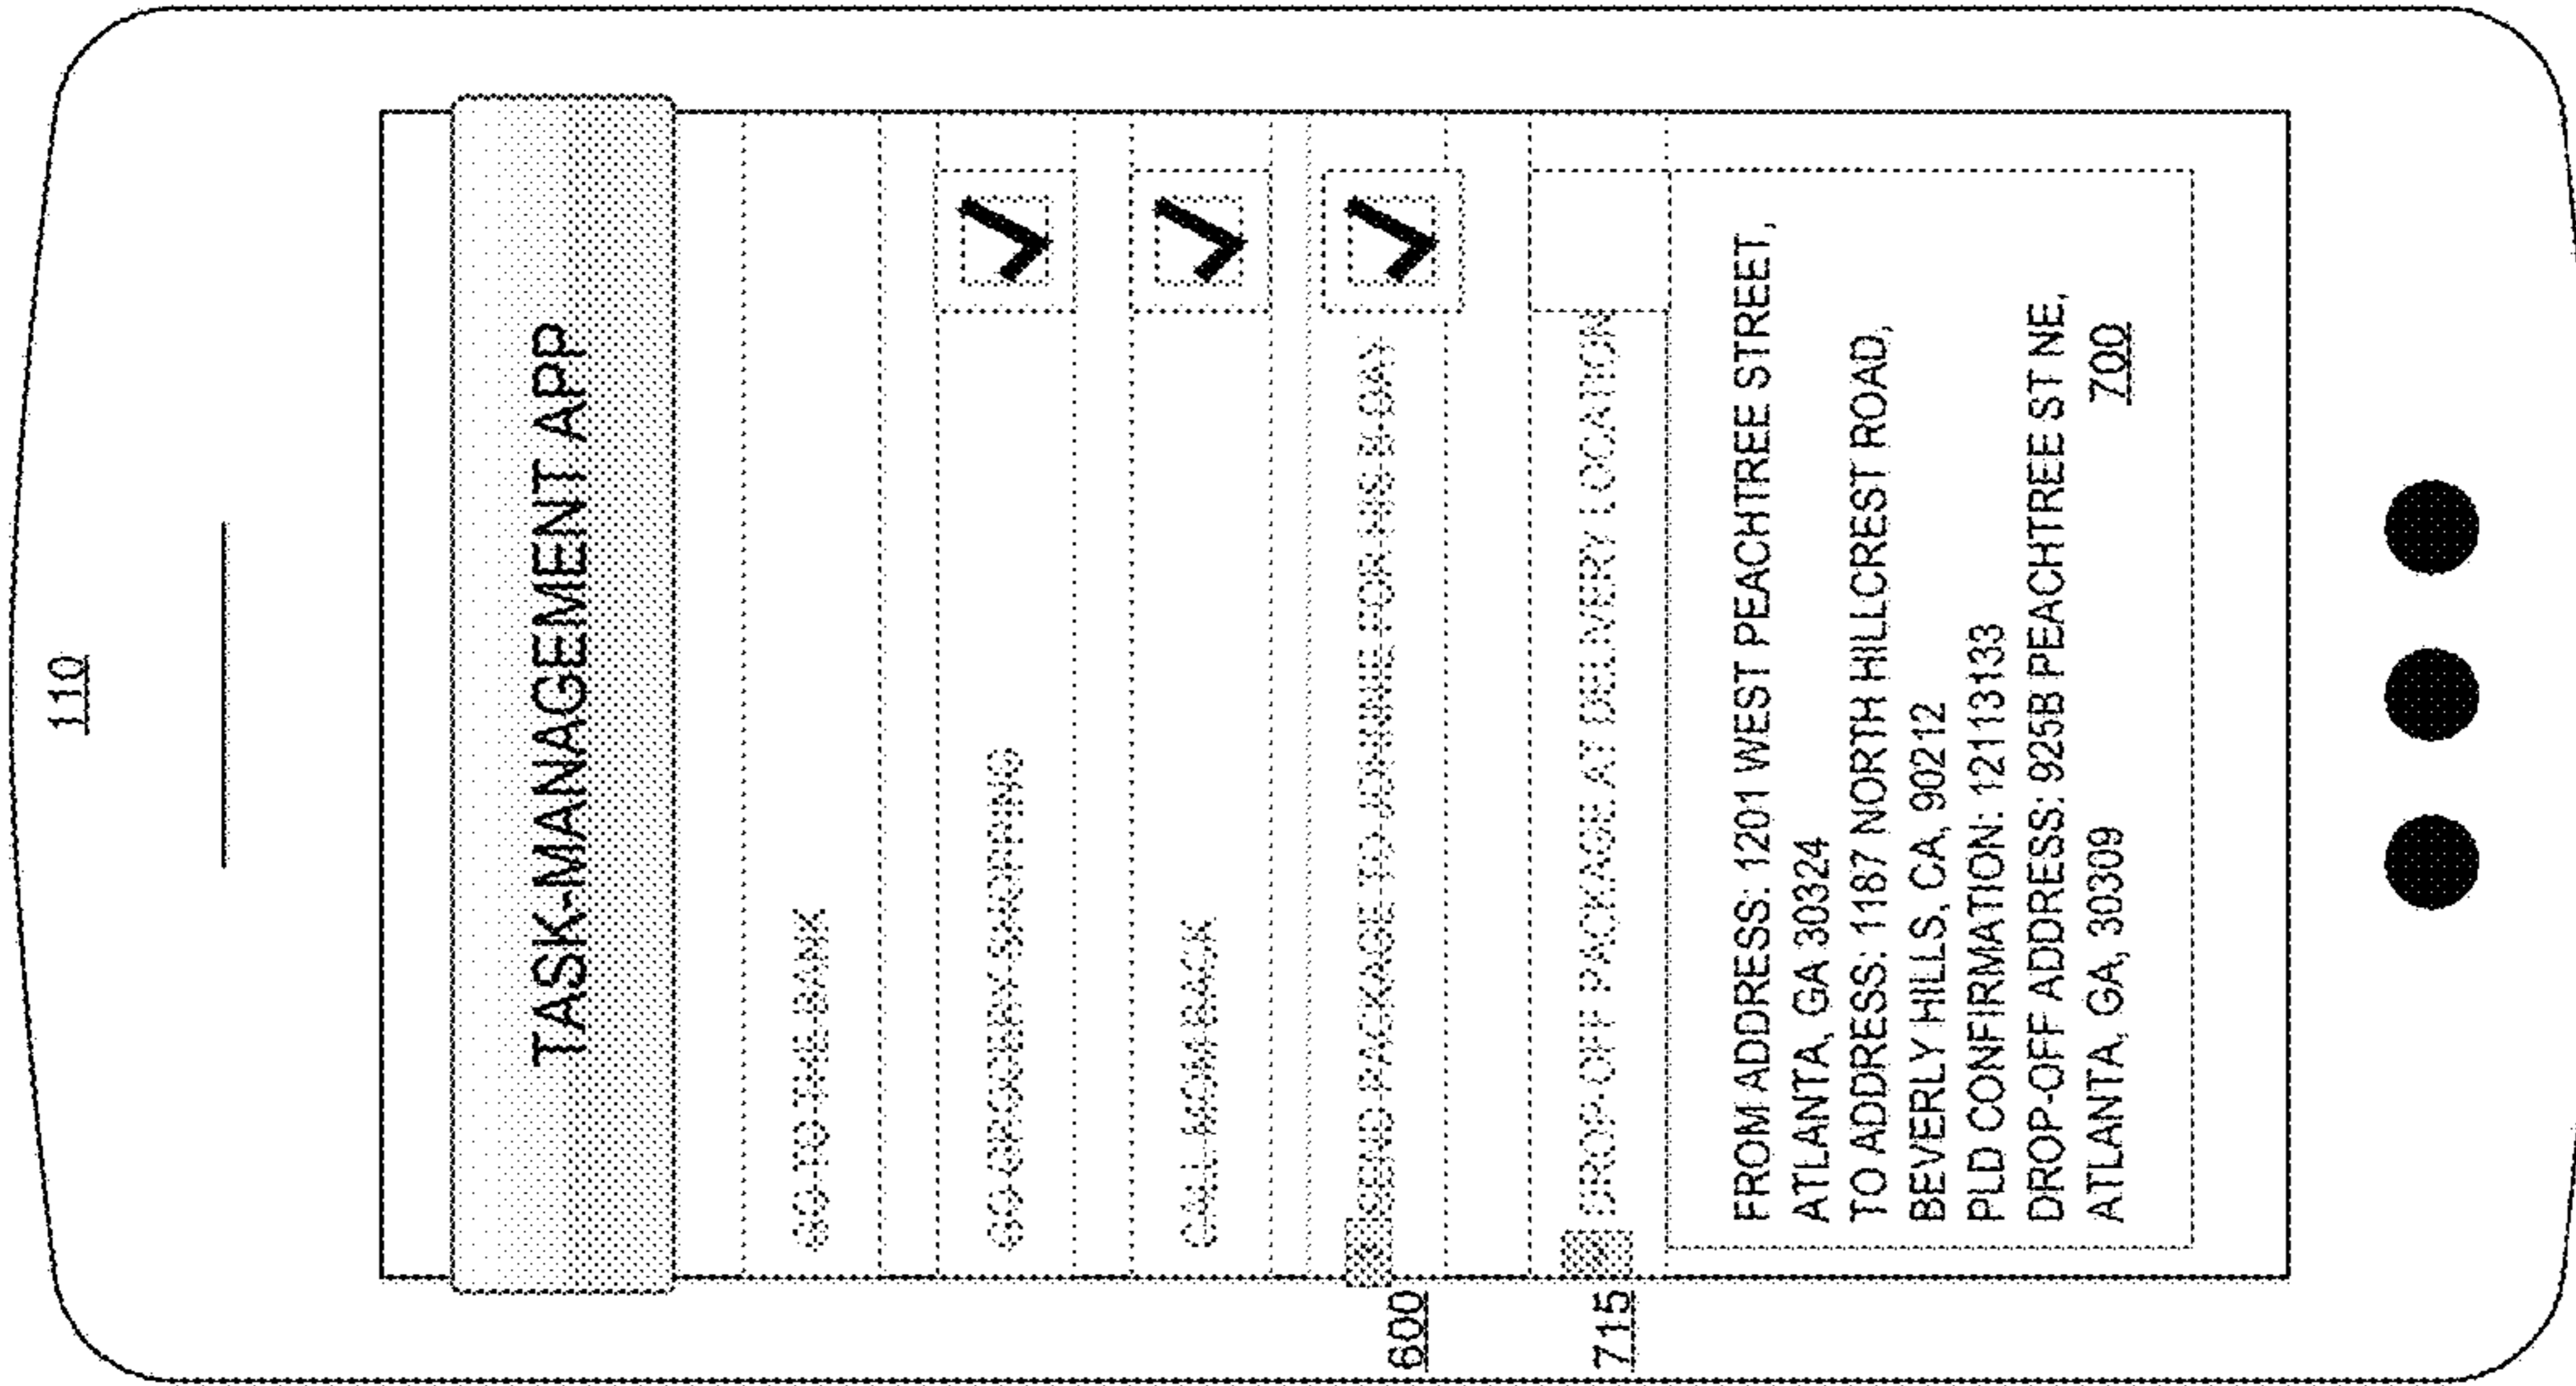 110
TASK-MANAGEMENT APP
GO TO THE BANK
GO GROCERY SHOPPING
CALL MOM BACK
600
SEND PACKAGE TO JOHNNIE FOR HIS B-DAY
715
DROP-OFF PACKAGE AT DELIVERY LOCATION
FROM ADDRESS: 1201 WEST PEACHTREE STREET,
ATLANTA, GA 30324
TO ADDRESS: 1187 NORTH HILLCREST ROAD,
BEVERLY HILLS, CA, 90212
PLD CONFIRMATION: 12113133
DROP-OFF ADDRESS: 925B PEACHTREE ST NE,
ATLANTA, GA, 30309
700